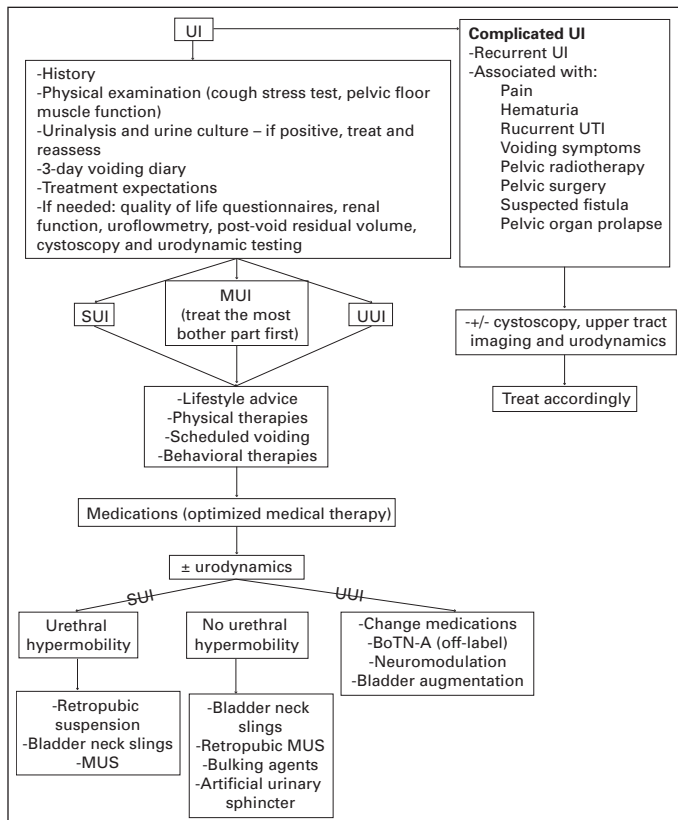 UI
-History
-Physical examination (cough stress test, pelvic floor
muscle function)
-Urinalysis and urine culture – if positive, treat and
reassess
-3-day voiding diary
-Treatment expectations
-If needed: quality of life questionnaires, renal
function, uroflowmetry, post-void residual volume,
cystoscopy and urodynamic testing
Complicated UI
-Recurrent UI
-Associated with:
Pain
Hematuria
Rucurrent UTI
Voiding symptoms
Pelvic radiotherapy
Pelvic surgery
Suspected fistula
Pelvic organ prolapse
-+/- cystoscopy, upper tract
imaging and urodynamics
Treat accordingly
SUI
MUI
(treat the most
bother part first)
UUI
-Lifestyle advice
-Physical therapies
-Scheduled voiding
-Behavioral therapies
Medications (optimized medical therapy)
± urodynamics
SUI
UUI
Urethral
hypermobility
No urethral
hypermobility
-Change medications
-BoTN-A (off-label)
-Neuromodulation
-Bladder augmentation
-Retropubic
suspension
-Bladder neck slings
-MUS
-Bladder neck
slings
-Retropubic MUS
-Bulking agents
-Artificial urinary
sphincter